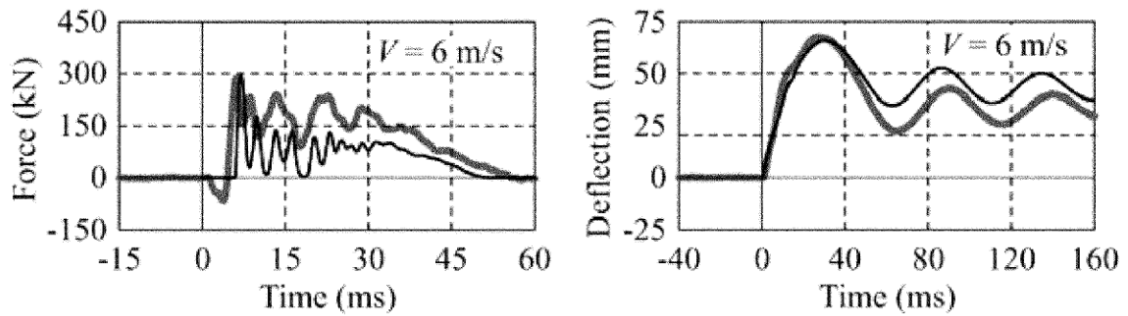 450
300
150
0
-150
Force (kN)
V = 6 m/s
-15 0 15 30 45 60
Time (ms)
75
50
25
0
-25
Deflection (mm)
V = 6 m/s
-40 0 40 80 120 160
Time (ms)